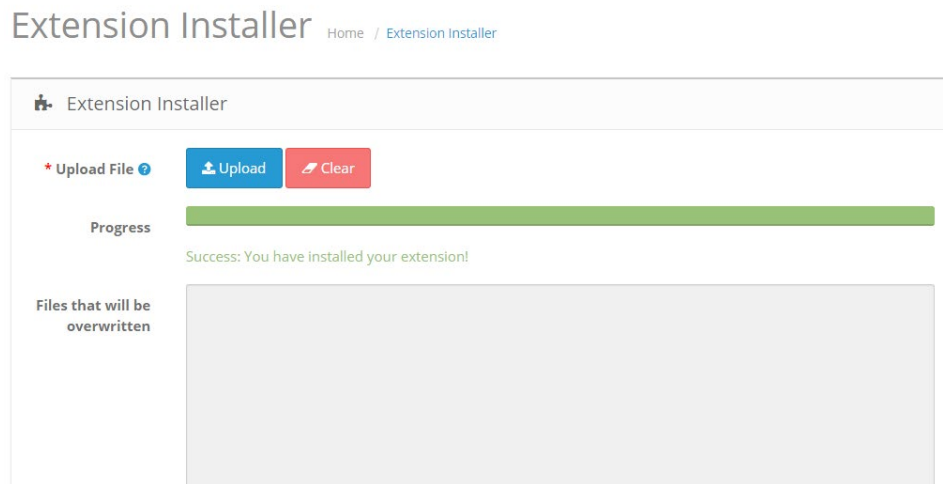 Extension Installer Home / Extension Installer
Extension Installer
* Upload File ? Upload Clear
Progress
Success: You have installed your extension!
Files that will be
overwritten